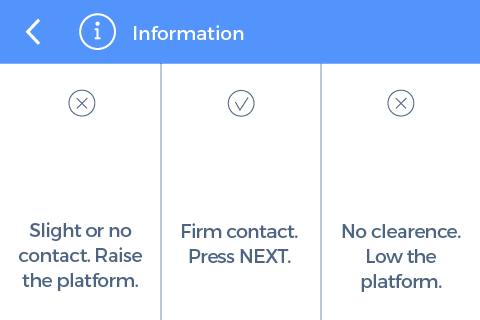 Information
Slight or no
contact. Raise
the platform.
Firm contact.
Press NEXT.
No clearence.
Low the
platform.